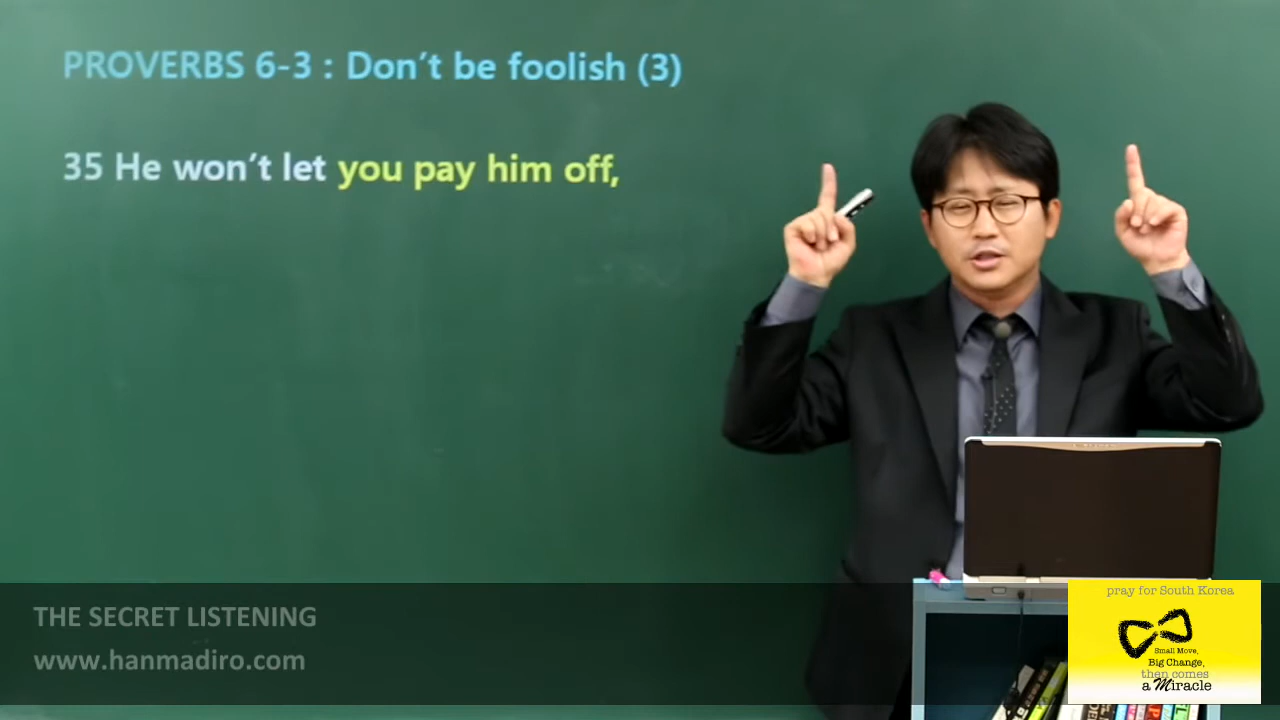 PROVERBS 6-3 : Don't be foolish (3)
35 He won't let you pay him off,
THE SECRET LISTENING
www.hanmadiro.com
pray for South Korea
Small Move,
Big Change,
then comes
a Miracle